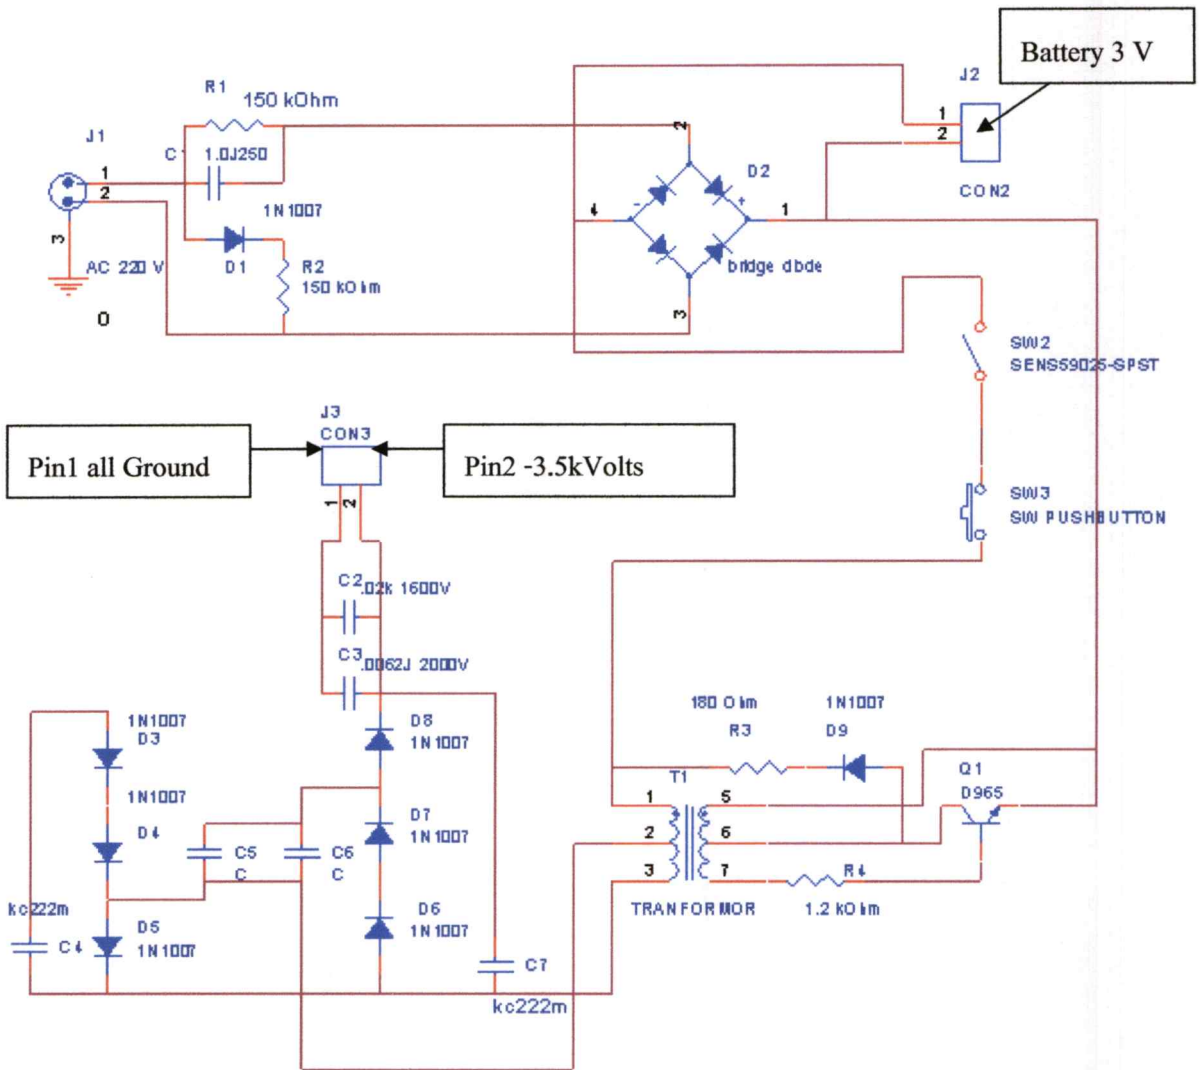 Battery 3 V
J2
1
2
CON2
R1
150 kOhm
J1
C
1.0J250
1
2
3
1N1007
D1
R2
150 kOhm
AC 220 V
0
2
D2
-
+
4
1
bridge diode
3
SW2
SENS59025-SPST
J3
CON3
Pin1 all Ground
Pin2 -3.5kVolts
1
2
SW3
SW PUSHBUTTON
C2
.02k 1600V
C3
.0062J 2000V
1N1007
D3
D8
1N1007
180 Ohm
1N1007
R3
D9
1N1007
D4
D7
1N1007
T1
Q1
D965
1
5
2
6
3
7
C5
C
C6
C
R4
TRANFORMOR
1.2 kOhm
kc222m
C4
D5
1N1007
D6
1N1007
C7
kc222m